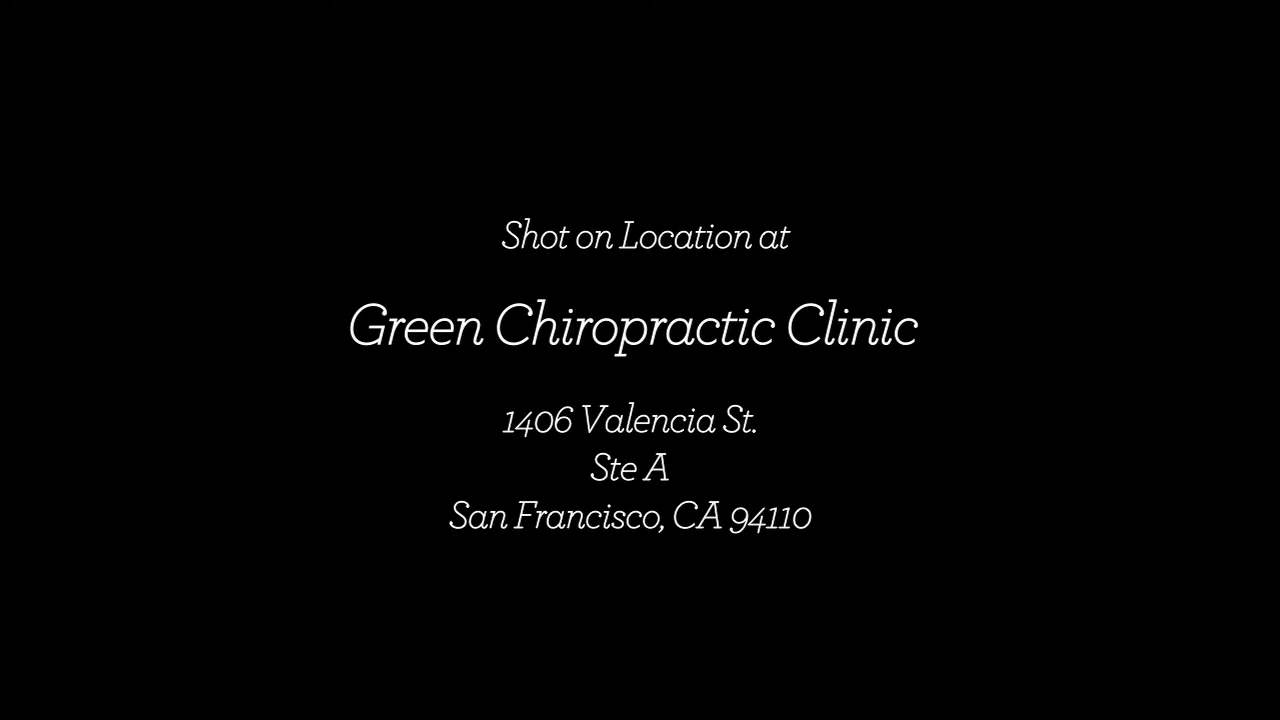 Shot on Location at
Green Chiropractic Clinic
1406 Valencia St.
Ste A
San Francisco, CA 94110